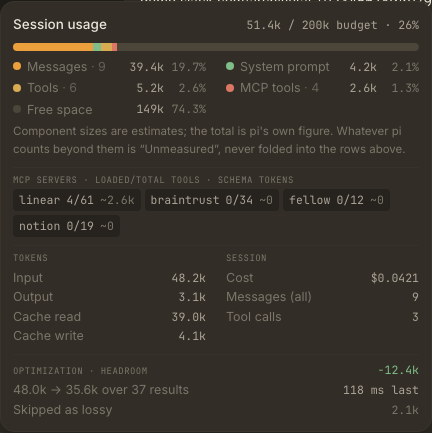 Session usage 51.4k / 200k budget · 26%
Messages · 9 39.4k 19.7% System prompt 4.2k 2.1%
Tools · 6 5.2k 2.6% MCP tools · 4 2.6k 1.3%
Free space 149k 74.3%
Component sizes are estimates; the total is pi's own figure. Whatever pi
counts beyond them is “Unmeasured”, never folded into the rows above.
MCP SERVERS · LOADED/TOTAL TOOLS · SCHEMA TOKENS
linear 4/61 ~2.6k braintrust 0/34 ~0 fellow 0/12 ~0
notion 0/19 ~0
TOKENS SESSION
Input 48.2k Cost $0.0421
Output 3.1k Messages (all) 9
Cache read 39.0k Tool calls 3
Cache write 4.1k
OPTIMIZATION · HEADROOM -12.4k
48.0k → 35.6k over 37 results 118 ms last
Skipped as lossy 2.1k